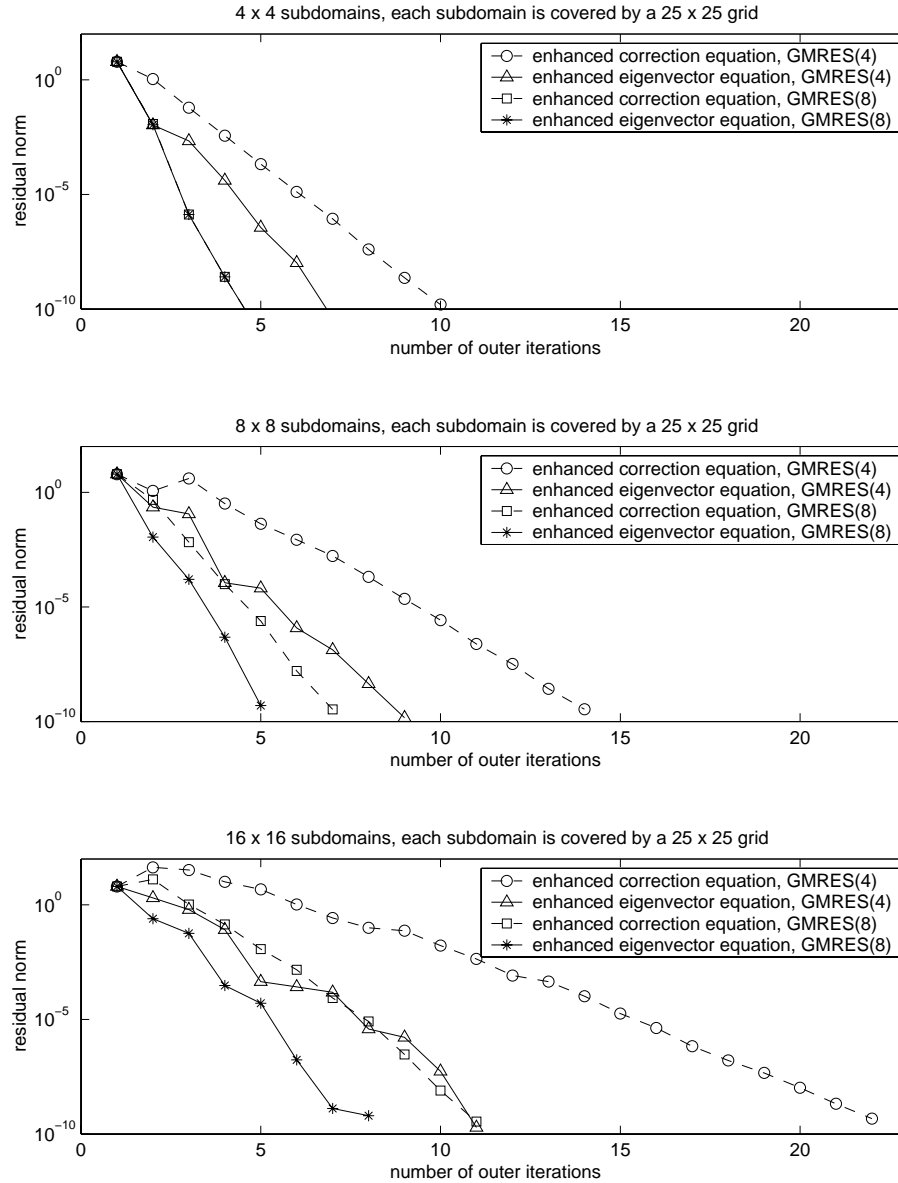 4 x 4 subdomains, each subdomain is covered by a 25 x 25 grid
enhanced correction equation, GMRES(4)
enhanced eigenvector equation, GMRES(4)
enhanced correction equation, GMRES(8)
enhanced eigenvector equation, GMRES(8)
residual norm
10^0
10^-5
10^-10
0 5 10 15 20
number of outer iterations
8 x 8 subdomains, each subdomain is covered by a 25 x 25 grid
enhanced correction equation, GMRES(4)
enhanced eigenvector equation, GMRES(4)
enhanced correction equation, GMRES(8)
enhanced eigenvector equation, GMRES(8)
residual norm
10^0
10^-5
10^-10
0 5 10 15 20
number of outer iterations
16 x 16 subdomains, each subdomain is covered by a 25 x 25 grid
enhanced correction equation, GMRES(4)
enhanced eigenvector equation, GMRES(4)
enhanced correction equation, GMRES(8)
enhanced eigenvector equation, GMRES(8)
residual norm
10^0
10^-5
10^-10
0 5 10 15 20
number of outer iterations